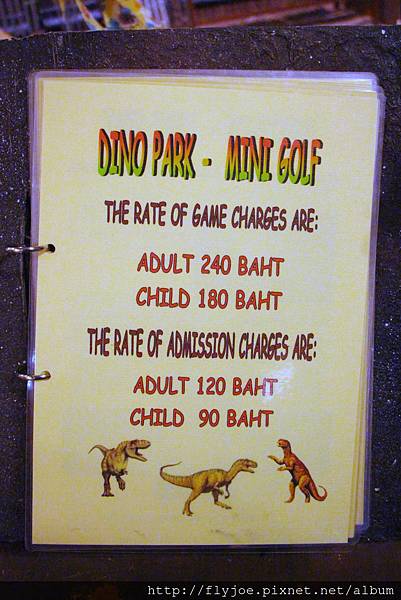 DINO PARK - MINI GOLF
THE RATE OF GAME CHARGES ARE:
ADULT 240 BAHT
CHILD 180 BAHT
THE RATE OF ADMISSION CHARGES ARE:
ADULT 120 BAHT
CHILD 90 BAHT
http://flyjoe.pixnet.net/album